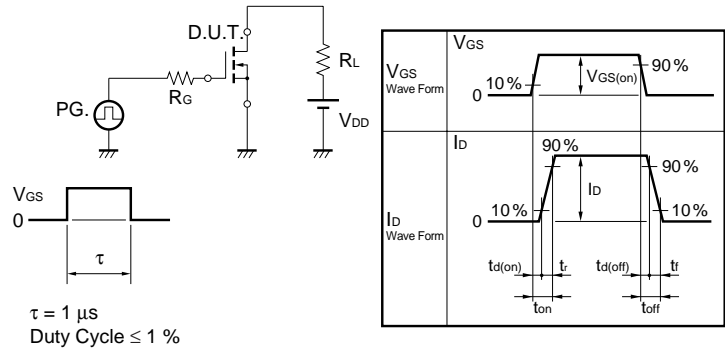 D.U.T.
RL
RG
PG.
VDD
VGS
0
τ
τ = 1 μs
Duty Cycle ≤ 1 %
VGS
Wave Form
VGS
10 %
0
VGS(on)
90 %
ID
Wave Form
ID
90 %
90 %
10 %
0
ID
10 %
td(on)
tr
td(off)
tf
ton
toff